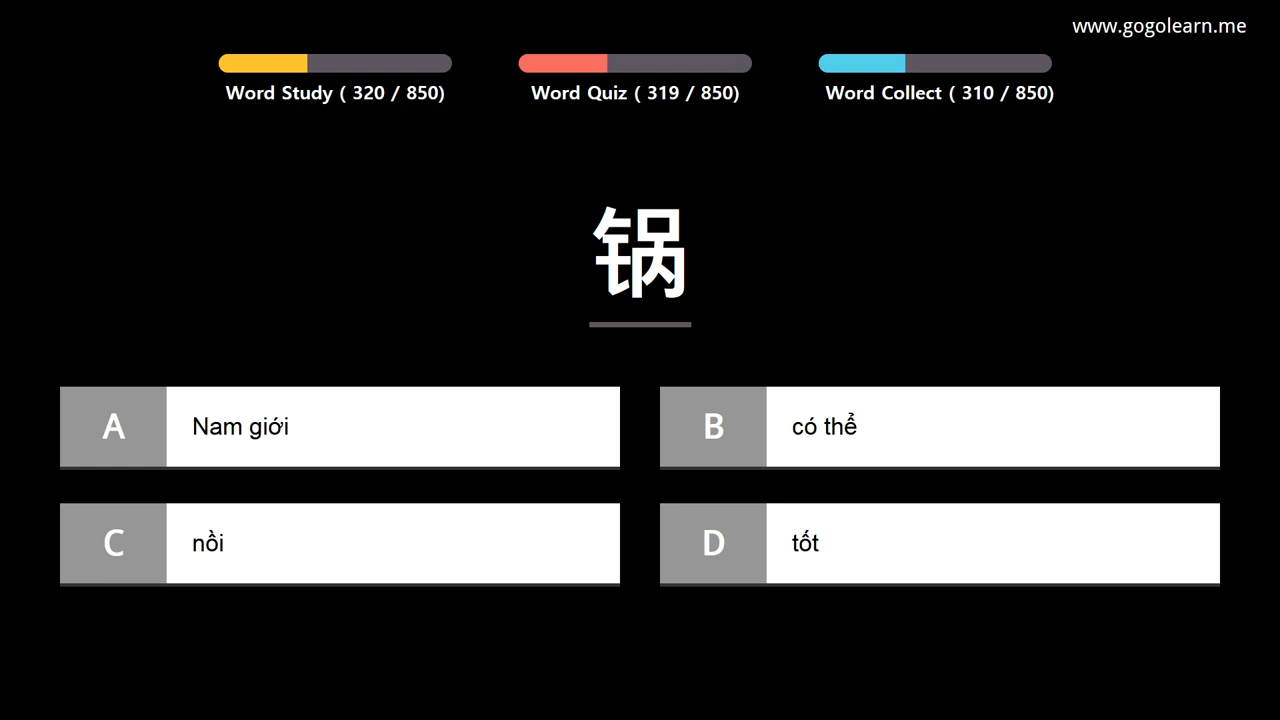 www.gogolearn.me
Word Study ( 320 / 850)
Word Quiz ( 319 / 850)
Word Collect ( 310 / 850)
锅
A Nam giới
B có thể
C nồi
D tốt